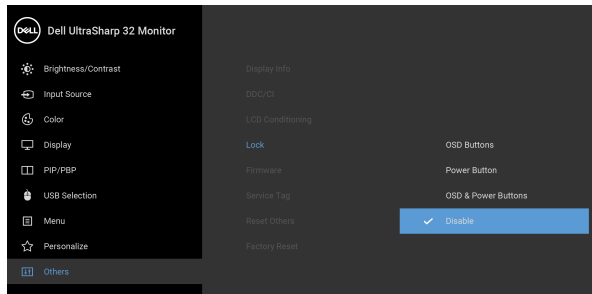 DELL Dell UltraSharp 32 Monitor
Brightness/Contrast
Display Info
Input Source
DDC/CI
Color
LCD Conditioning
Display
Lock
OSD Buttons
PIP/PBP
Firmware
Power Button
USB Selection
Service Tag
OSD & Power Buttons
Menu
Reset Others
Disable
Personalize
Factory Reset
Others